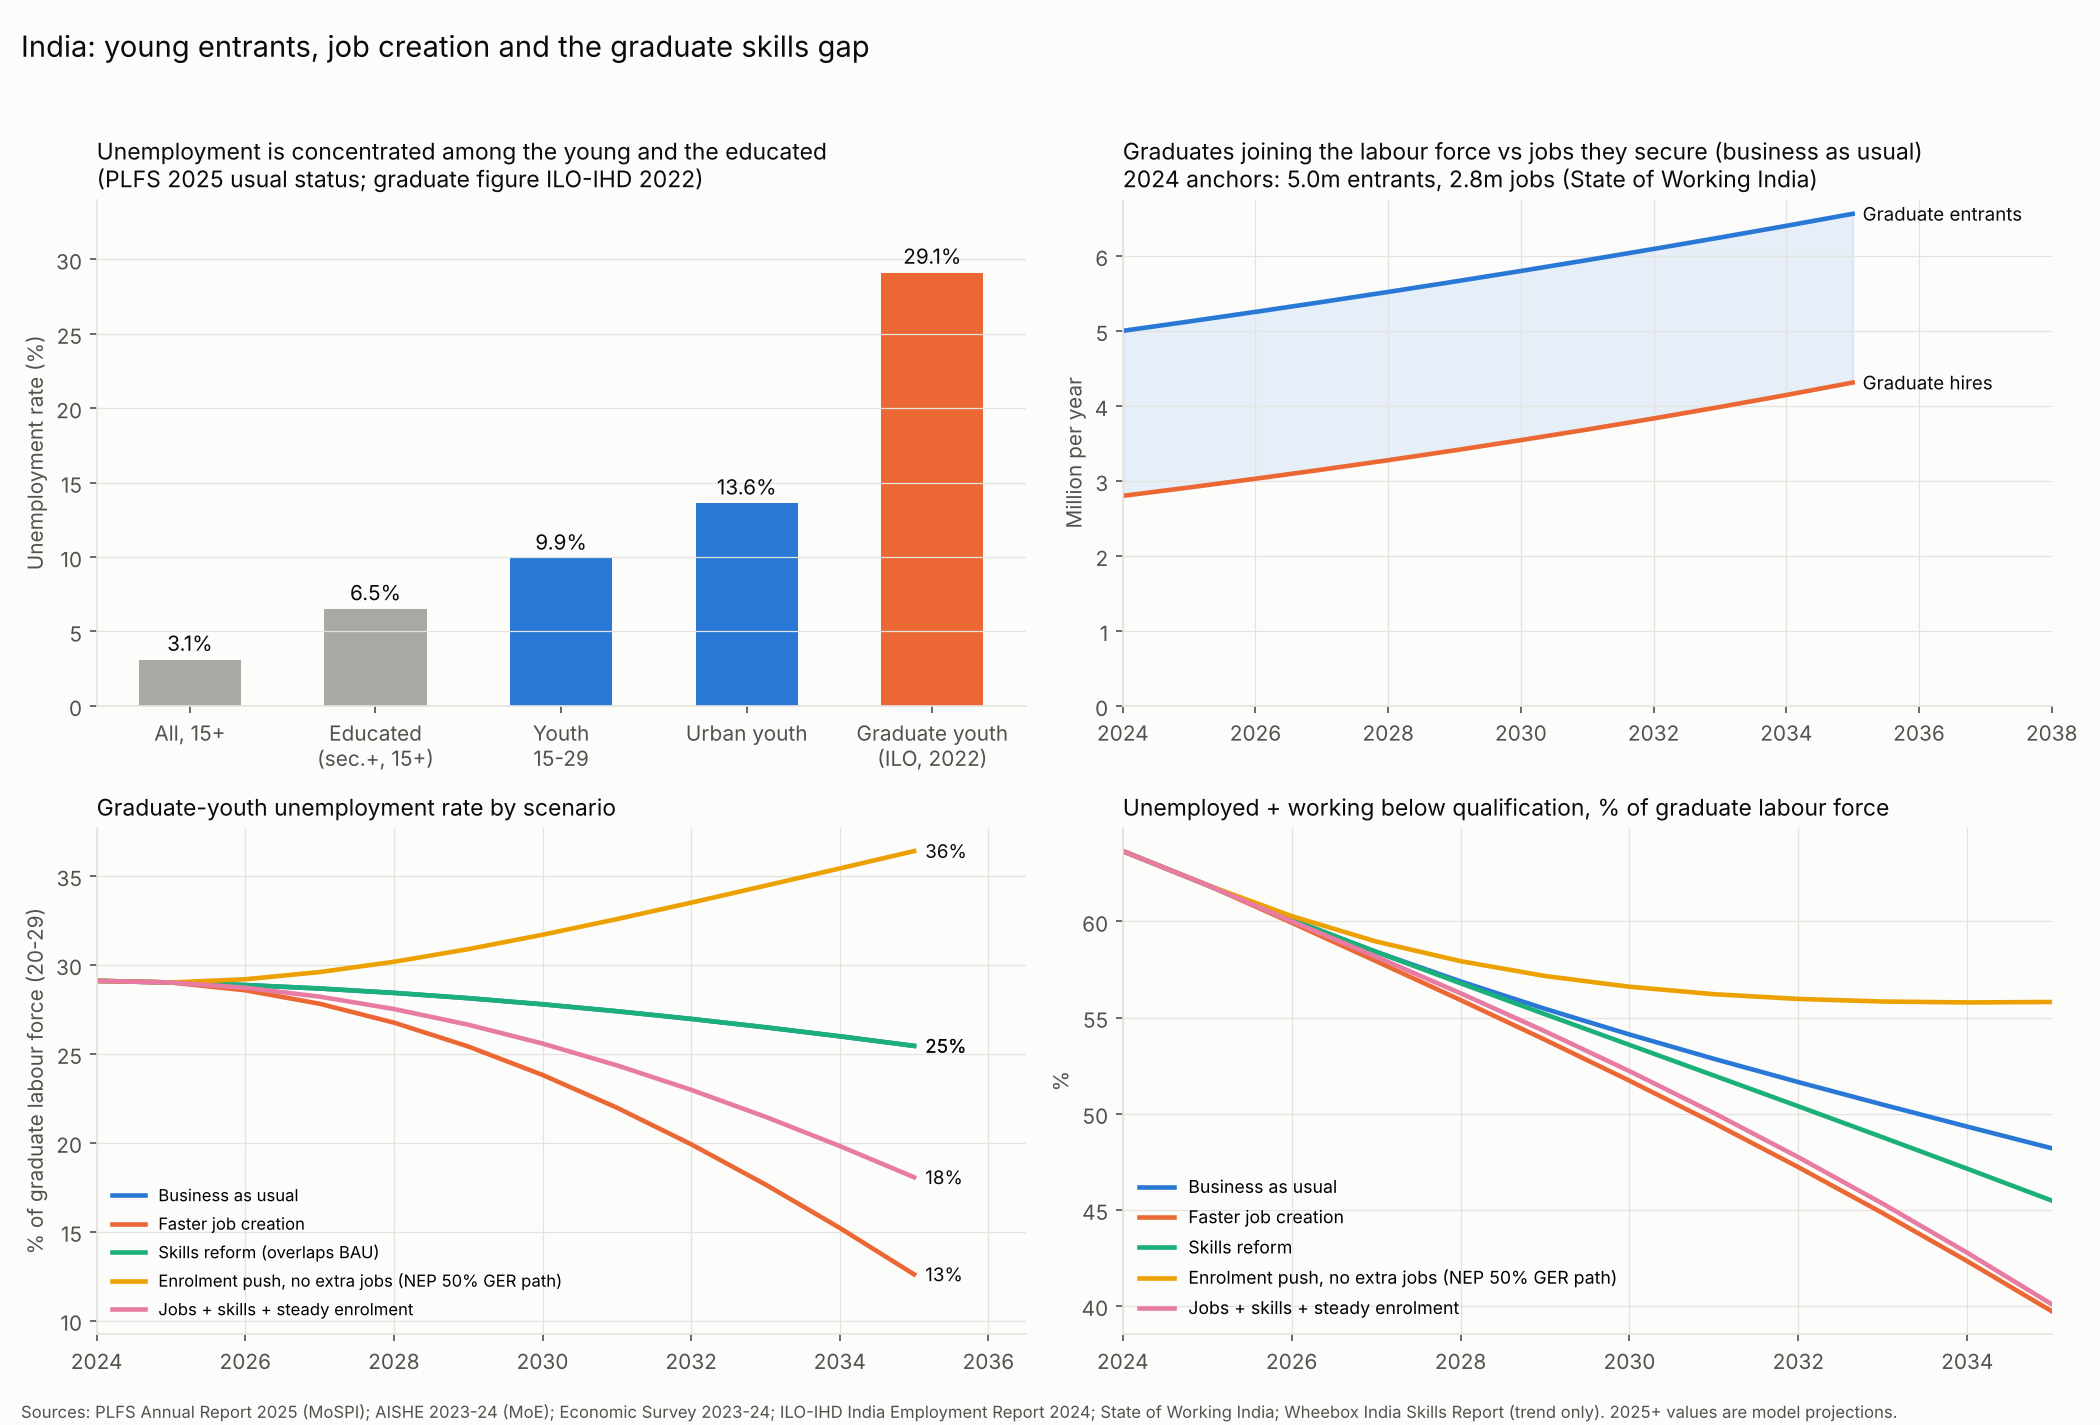 India: young entrants, job creation and the graduate skills gap
Unemployment is concentrated among the young and the educated
(PLFS 2025 usual status; graduate figure ILO-IHD 2022)
Unemployment rate (%)
30
25
20
15
10
5
0
3.1%
6.5%
9.9%
13.6%
29.1%
All, 15+
Educated
(sec.+, 15+)
Youth
15-29
Urban youth
Graduate youth
(ILO, 2022)
Graduates joining the labour force vs jobs they secure (business as usual)
2024 anchors: 5.0m entrants, 2.8m jobs (State of Working India)
Million per year
6
5
4
3
2
1
0
Graduate entrants
Graduate hires
2024 2026 2028 2030 2032 2034 2036 2038
Graduate-youth unemployment rate by scenario
% of graduate labour force (20-29)
35
30
25
20
15
10
36%
25%
18%
13%
Business as usual
Faster job creation
Skills reform (overlaps BAU)
Enrolment push, no extra jobs (NEP 50% GER path)
Jobs + skills + steady enrolment
2024 2026 2028 2030 2032 2034 2036
Unemployed + working below qualification, % of graduate labour force
%
60
55
50
45
40
Business as usual
Faster job creation
Skills reform
Enrolment push, no extra jobs (NEP 50% GER path)
Jobs + skills + steady enrolment
2024 2026 2028 2030 2032 2034
Sources: PLFS Annual Report 2025 (MoSPI); AISHE 2023-24 (MoE); Economic Survey 2023-24; ILO-IHD India Employment Report 2024; State of Working India; Wheebox India Skills Report (trend only). 2025+ values are model projections.